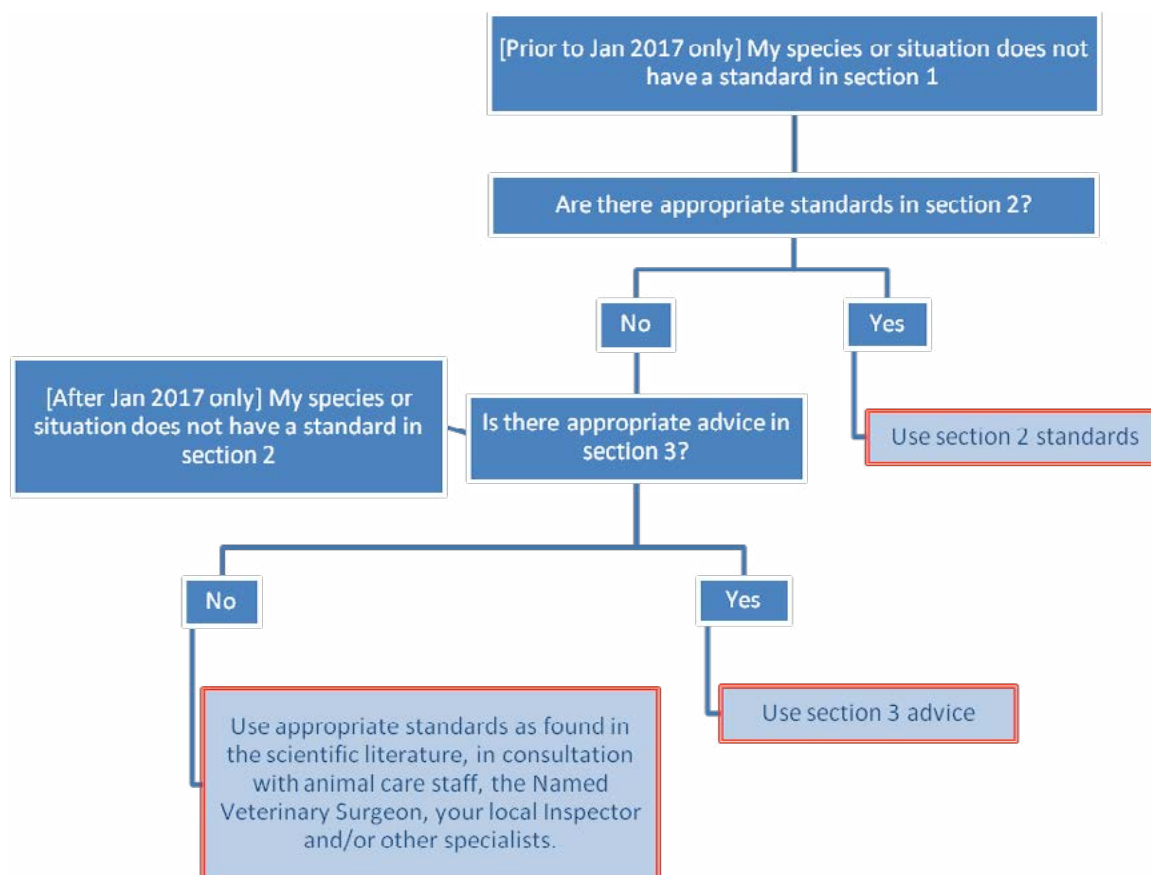 [Prior to Jan 2017 only] My species or situation does not
have a standard in section 1
Are there appropriate standards in section 2?
No
Yes
[After Jan 2017 only] My species or
situation does not have a standard in
section 2
Is there appropriate advice in
section 3?
Use section 2 standards
No
Yes
Use appropriate standards as found in
the scientific literature, in consultation
with animal care staff, the Named
Veterinary Surgeon, your local Inspector
and/or other specialists.
Use section 3 advice